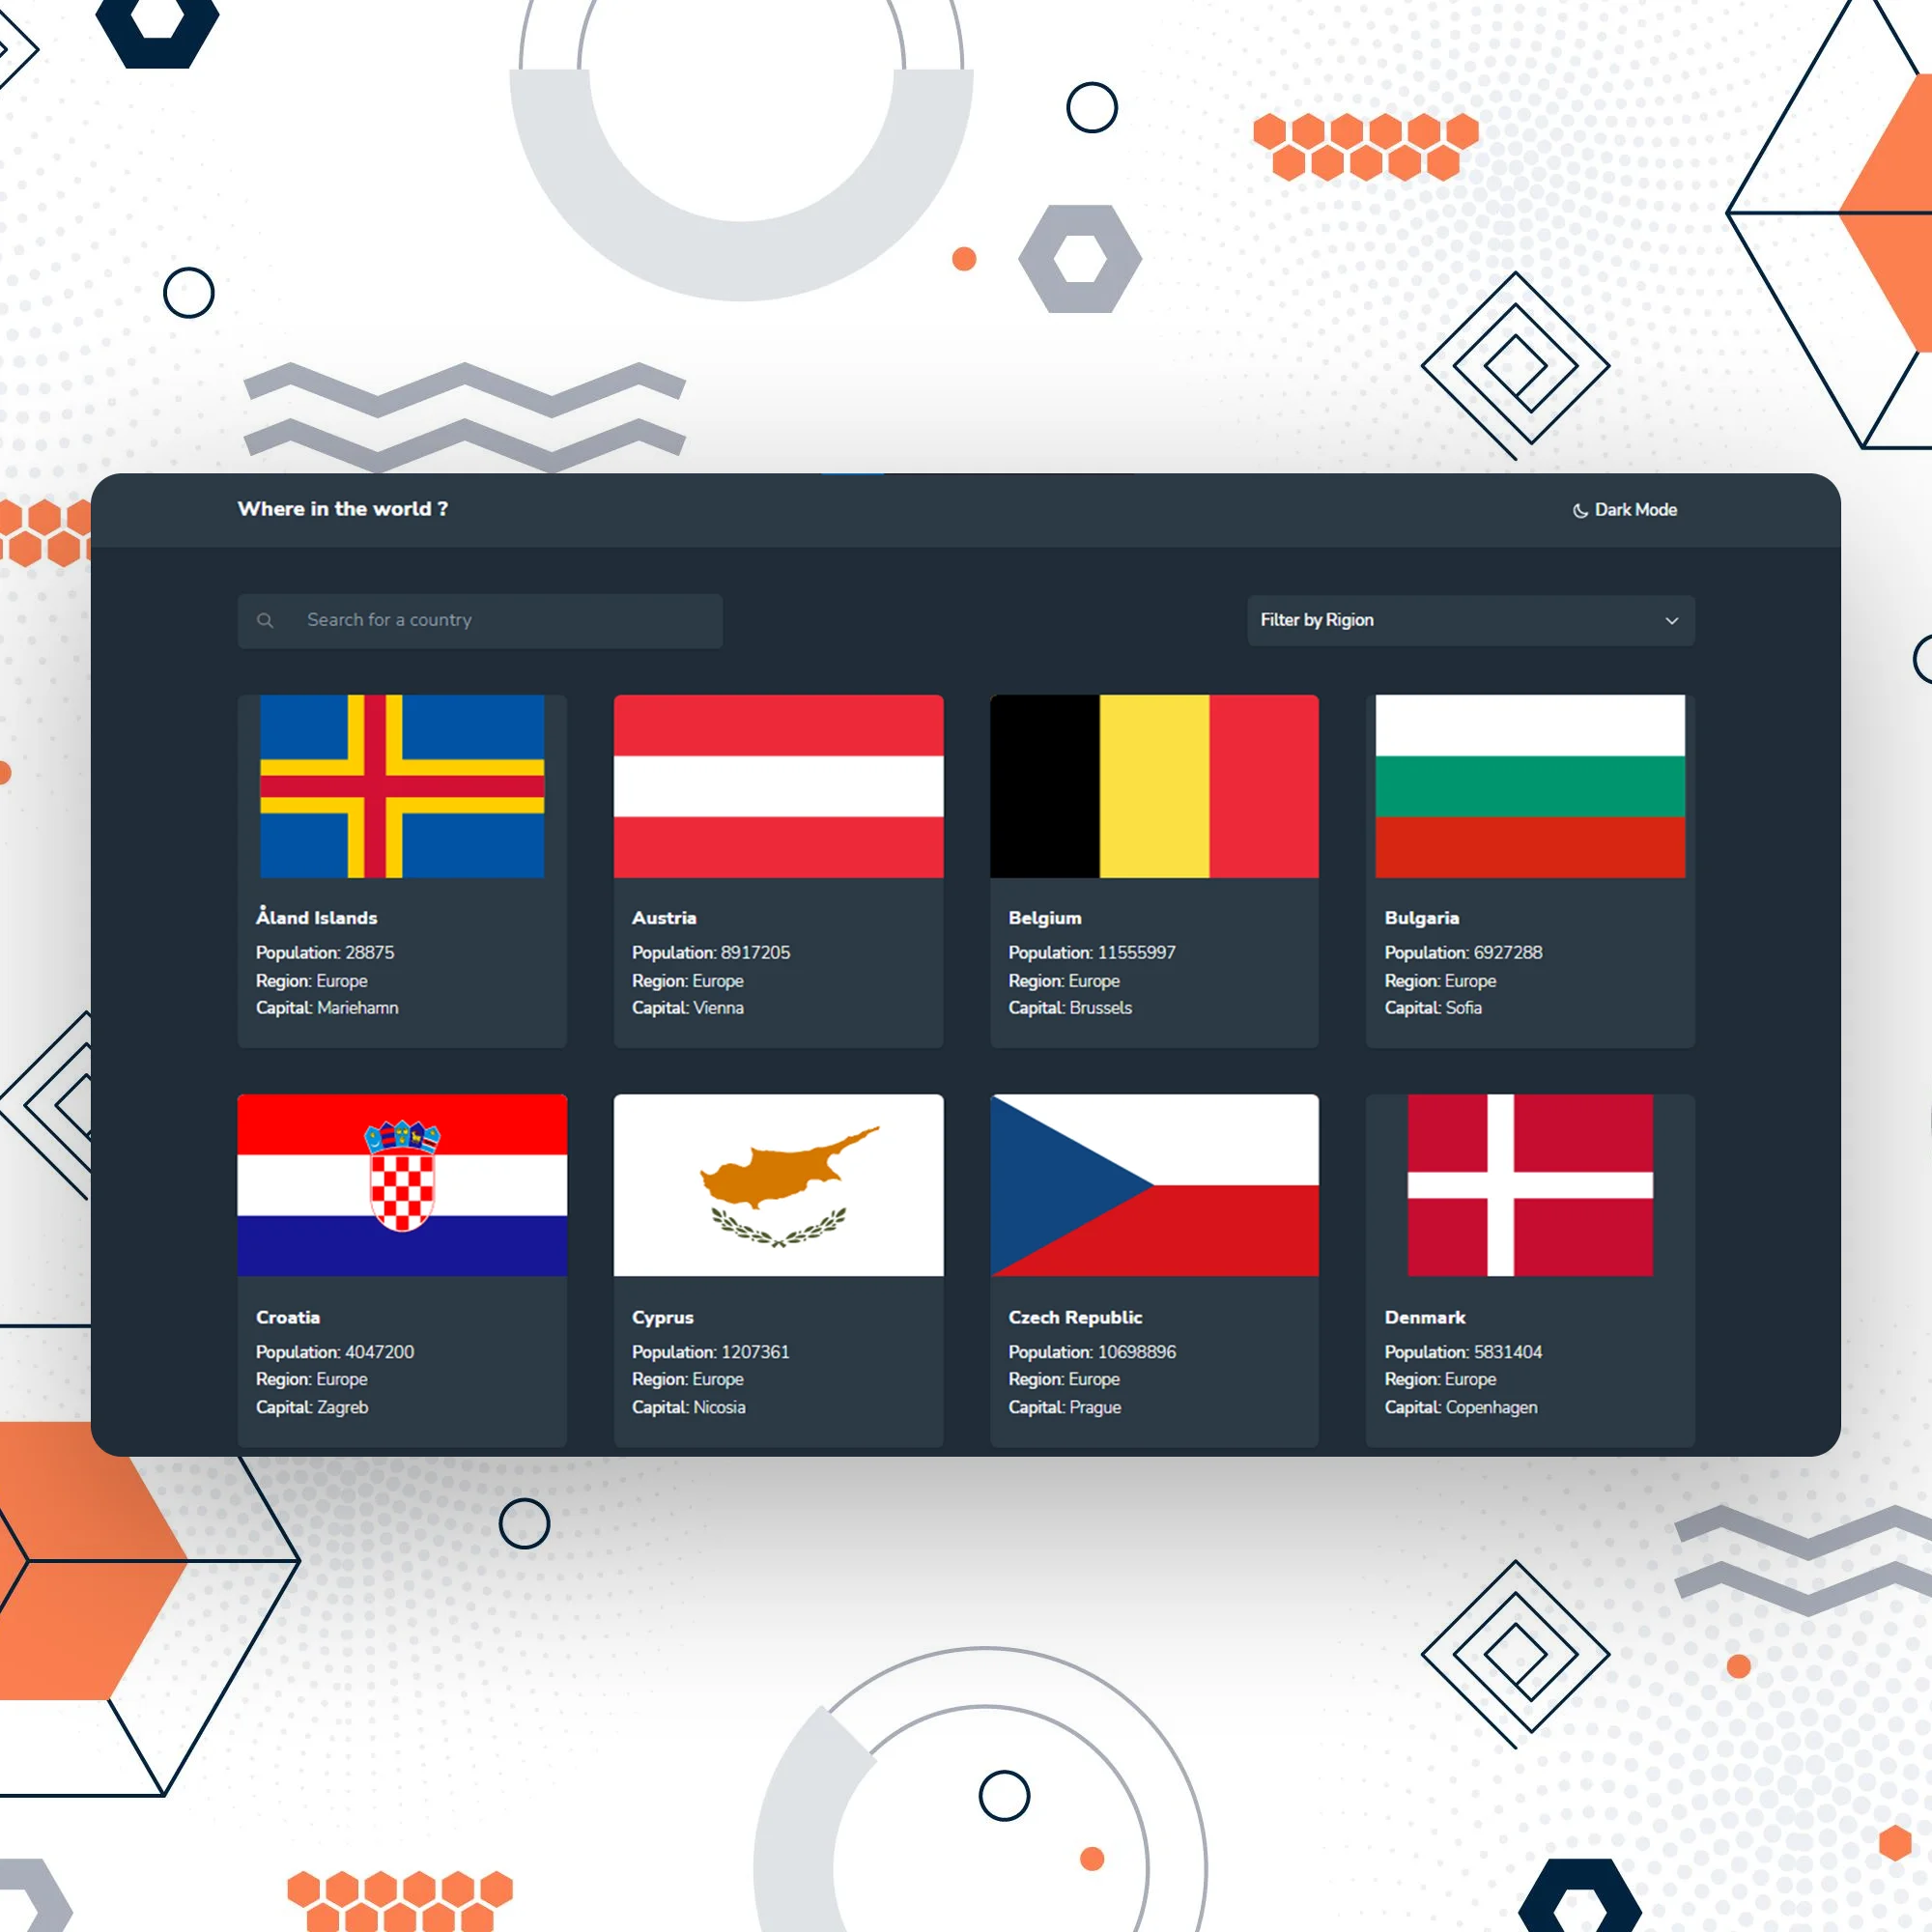 Where in the world ?
Dark Mode
Search for a country
Filter by Rigion
Åland Islands
Population: 28875
Region: Europe
Capital: Mariehamn
Austria
Population: 8917205
Region: Europe
Capital: Vienna
Belgium
Population: 11555997
Region: Europe
Capital: Brussels
Bulgaria
Population: 6927288
Region: Europe
Capital: Sofia
Croatia
Population: 4047200
Region: Europe
Capital: Zagreb
Cyprus
Population: 1207361
Region: Europe
Capital: Nicosia
Czech Republic
Population: 10698896
Region: Europe
Capital: Prague
Denmark
Population: 5831404
Region: Europe
Capital: Copenhagen